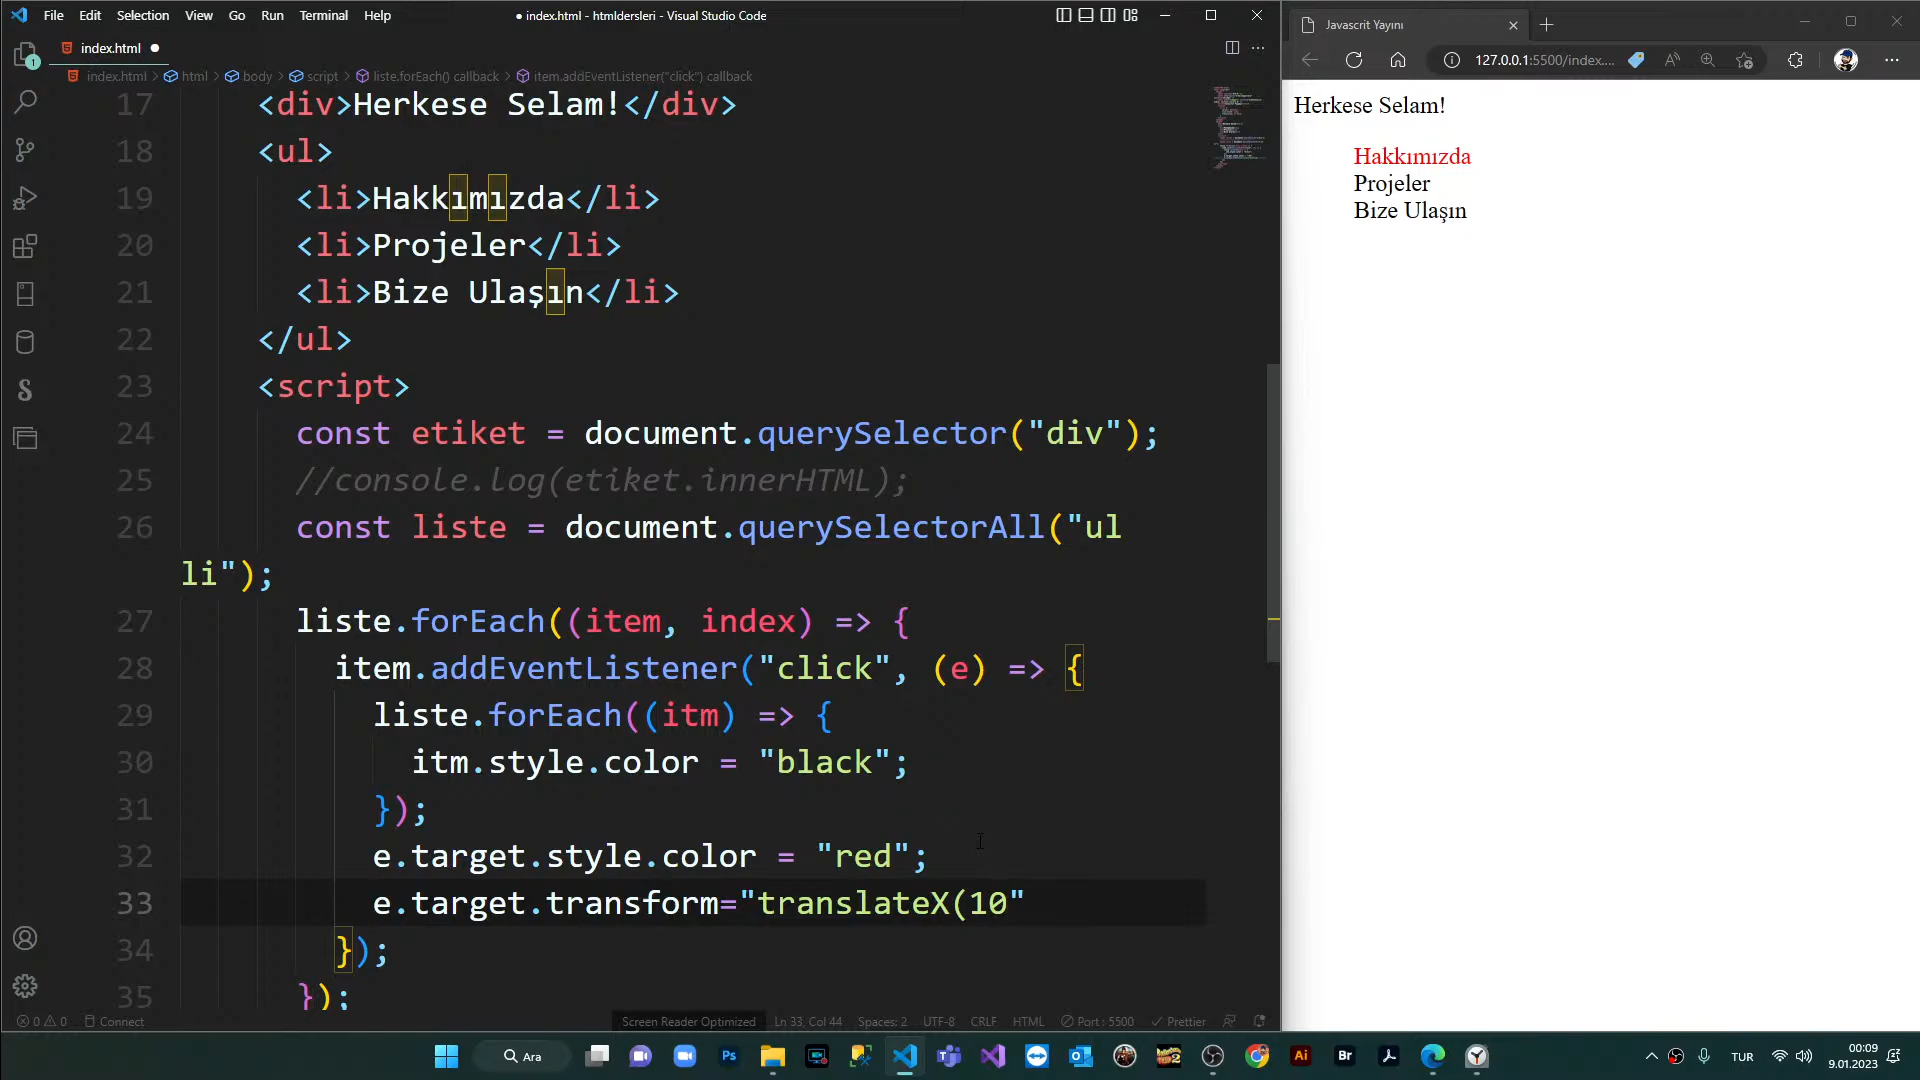 File Edit Selection View Go Run Terminal Help
● index.html - htmldersleri - Visual Studio Code
index.html ●
index.html > html > body > script > liste.forEach() callback > item.addEventListener("click") callback
17 <div>Herkese Selam!</div>
18 <ul>
19 <li>Hakkımızda</li>
20 <li>Projeler</li>
21 <li>Bize Ulaşın</li>
22 </ul>
23 <script>
24 const etiket = document.querySelector("div");
25 //console.log(etiket.innerHTML);
26 const liste = document.querySelectorAll("ul
li");
27 liste.forEach((item, index) => {
28 item.addEventListener("click", (e) => {
29 liste.forEach((itm) => {
30 itm.style.color = "black";
31 });
32 e.target.style.color = "red";
33 e.target.transform="translateX(10"
34 });
35 });
1
0 0 Connect
Screen Reader Optimized Ln 33, Col 44 Spaces: 2 UTF-8 CRLF HTML Port : 5500 Prettier
Javascrit Yayını
127.0.0.1:5500/index....
Herkese Selam!
Hakkımızda
Projeler
Bize Ulaşın
Ara
Ps
Ai
Br
TUR
00:09
9.01.2023